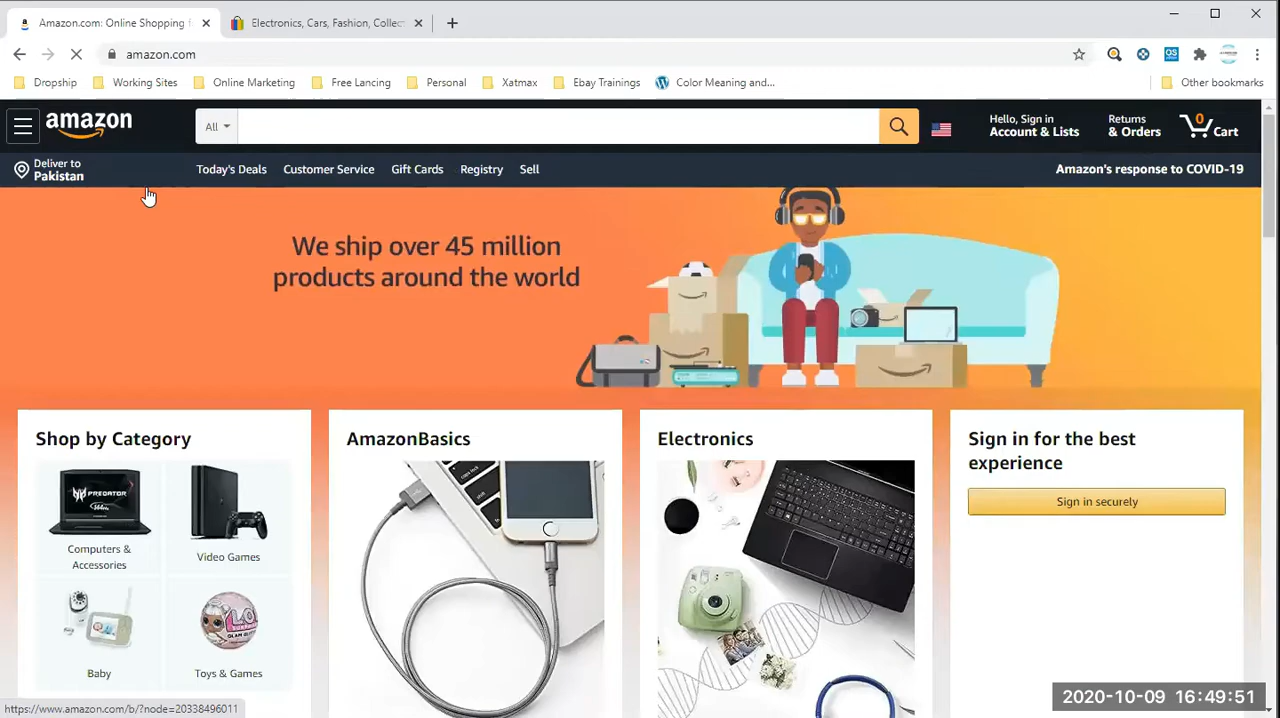 Amazon.com: Online Shopping f
Electronics, Cars, Fashion, Collect
amazon.com
Dropship
Working Sites
Online Marketing
Free Lancing
Personal
Xatmax
Ebay Trainings
Color Meaning and...
Other bookmarks
amazon
All
Hello, Sign in
Account & Lists
Returns
& Orders
0
Cart
Deliver to
Pakistan
Today's Deals
Customer Service
Gift Cards
Registry
Sell
Amazon's response to COVID-19
We ship over 45 million
products around the world
Shop by Category
AmazonBasics
Electronics
Sign in for the best
experience
Sign in securely
PREDATOR
Computers &
Accessories
Video Games
Baby
Toys & Games
https://www.amazon.com/b/?node=20338496011
2020-10-09 16:49:51